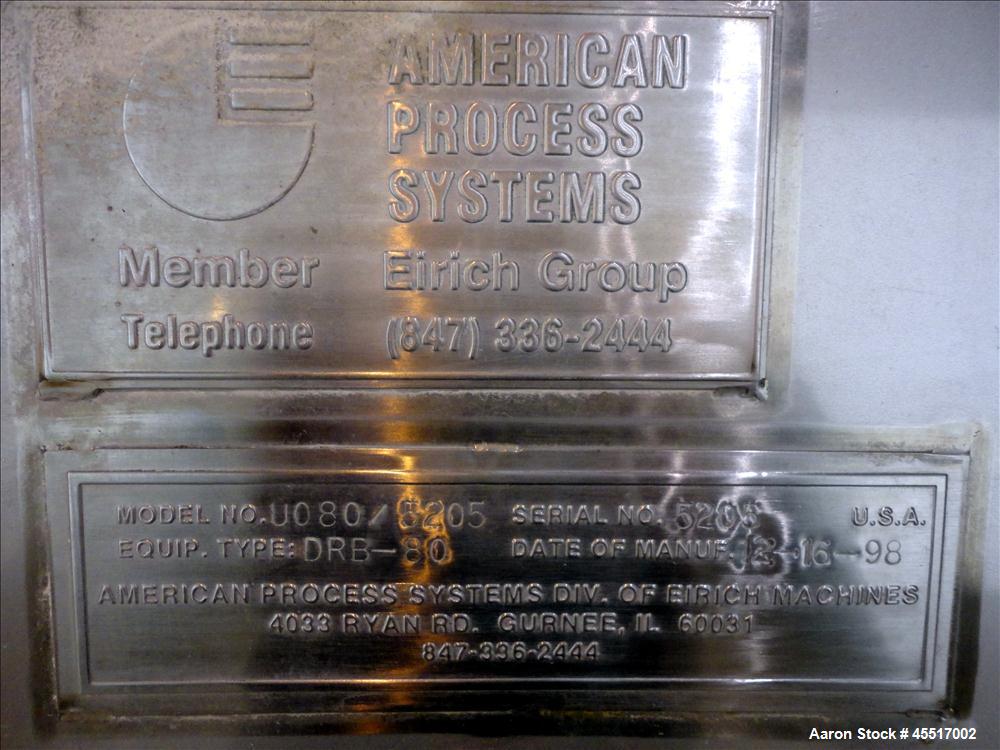 AMERICAN
PROCESS
SYSTEMS
Member Eirich Group
Telephone (847) 336-2444
MODEL NO. U080/5205 SERIAL NO. 5205 U.S.A.
EQUIP. TYPE: DRB-80 DATE OF MANUF. 12-16-98
AMERICAN PROCESS SYSTEMS DIV. OF EIRICH MACHINES
4033 RYAN RD. GURNEE, IL 60031
847-336-2444
Aaron Stock # 45517002